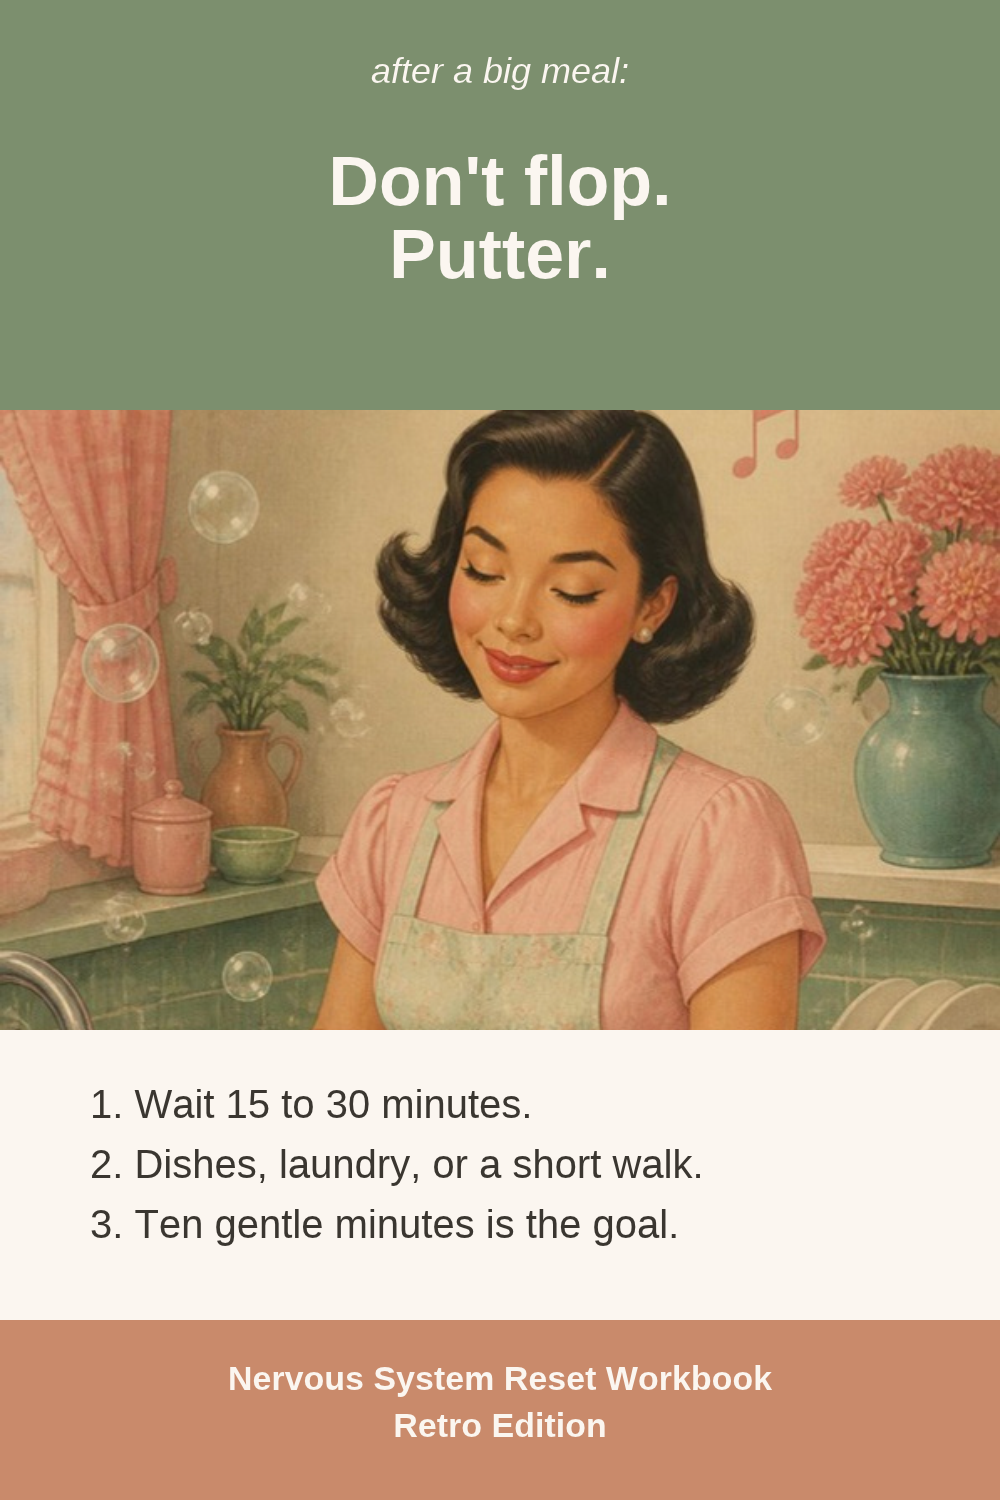 after a big meal:
Don't flop.
Putter.
1. Wait 15 to 30 minutes.
2. Dishes, laundry, or a short walk.
3. Ten gentle minutes is the goal.
Nervous System Reset Workbook
Retro Edition